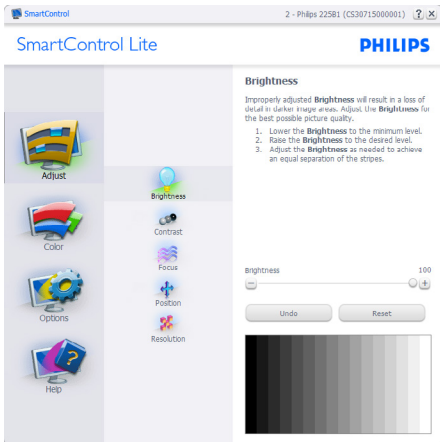 SmartControl
2 - Philips 225B1 (CS30715000001)
SmartControl Lite
PHILIPS
Adjust
Color
Options
Help
Brightness
Contrast
Focus
Position
Resolution
Brightness
Improperly adjusted Brightness will result in a loss of
detail in darker image areas. Adjust the Brightness for
the best possible picture quality.
1. Lower the Brightness to the minimum level.
2. Raise the Brightness to the desired level.
3. Adjust the Brightness as needed to achieve
an equal separation of the stripes.
Brightness 100
Undo Reset